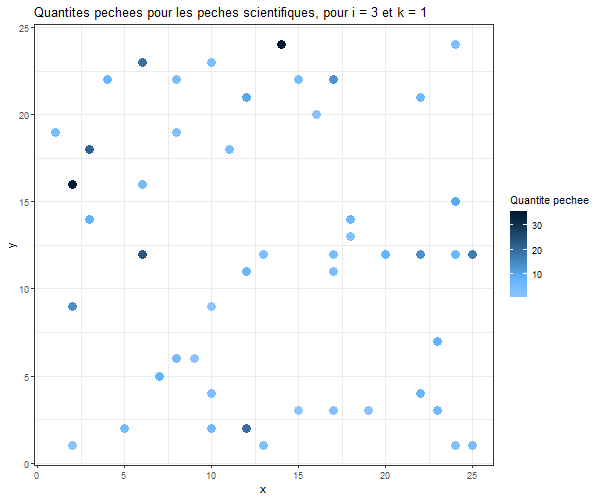 Quantites pechees pour les peches scientifiques, pour i = 3 et k = 1
25
20
15
10
5
0
y
0 5 10 15 20 25
x
Quantite pechee
30
20
10